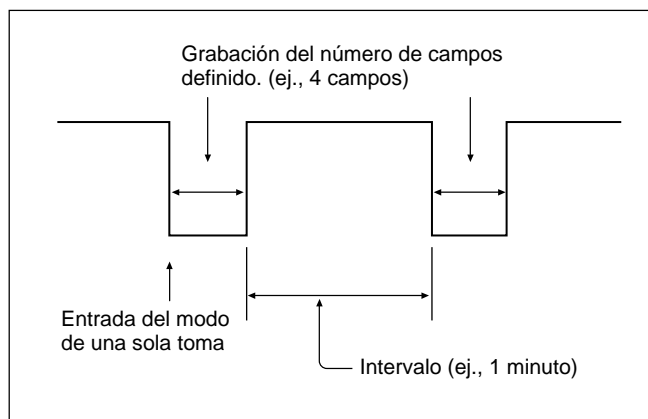 Grabación del número de campos
definido. (ej., 4 campos)
Entrada del modo
de una sola toma
Intervalo (ej., 1 minuto)